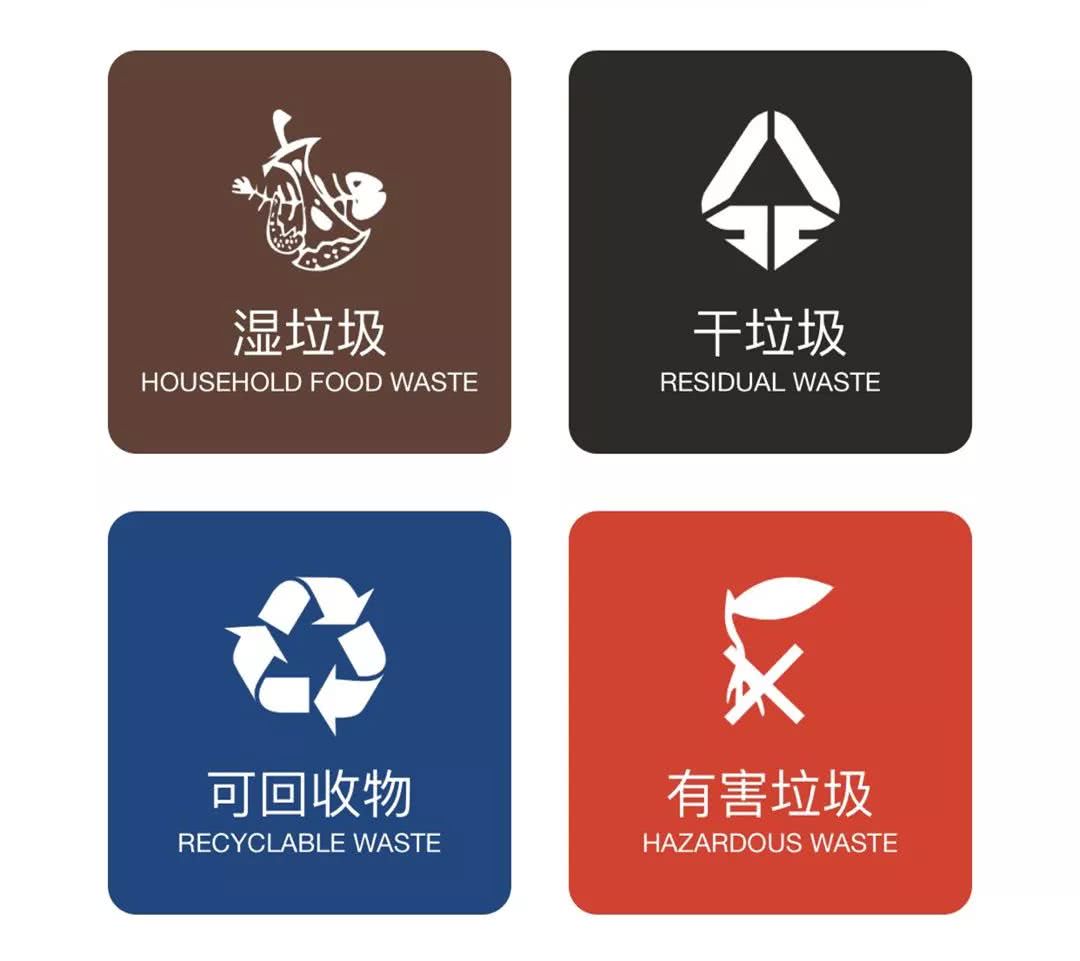 湿垃圾
HOUSEHOLD FOOD WASTE
干垃圾
RESIDUAL WASTE
可回收物
RECYCLABLE WASTE
有害垃圾
HAZARDOUS WASTE